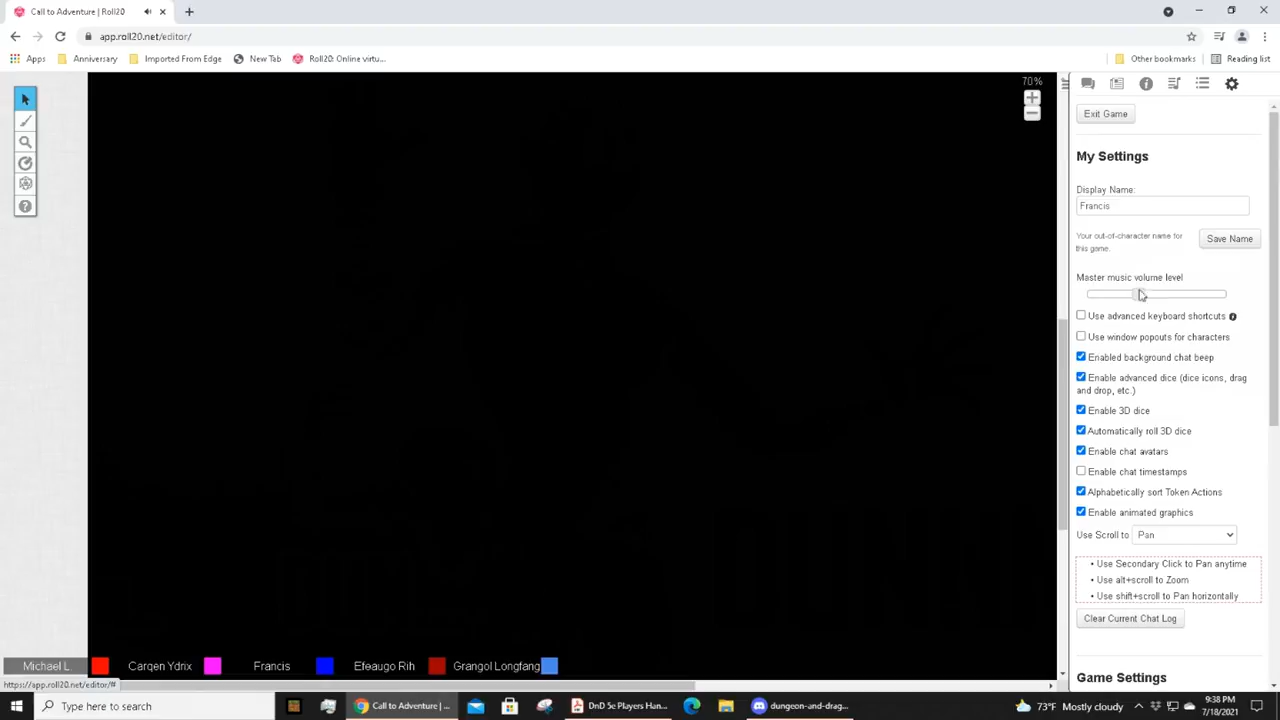 Call to Adventure | Roll20
app.roll20.net/editor/
Apps Anniversary Imported From Edge New Tab Roll20: Online virtu... Other bookmarks Reading list
70%
Exit Game
My Settings
Display Name:
Francis
Your out-of-character name for
this game.
Save Name
Master music volume level
Use advanced keyboard shortcuts
Use window popouts for characters
Enabled background chat beep
Enable advanced dice (dice icons, drag
and drop, etc.)
Enable 3D dice
Automatically roll 3D dice
Enable chat avatars
Enable chat timestamps
Alphabetically sort Token Actions
Enable animated graphics
Use Scroll to Pan
• Use Secondary Click to Pan anytime
• Use alt+scroll to Zoom
• Use shift+scroll to Pan horizontally
Clear Current Chat Log
Game Settings
Michael L. Carqen Ydrix Francis Efeaugo Rih Grangol Longfang
https://app.roll20.net/editor/#
Type here to search
Call to Adventure | ...
DnD 5e Players Han...
dungeon-and-drag...
73°F Mostly cloudy
9:38 PM
7/18/2021